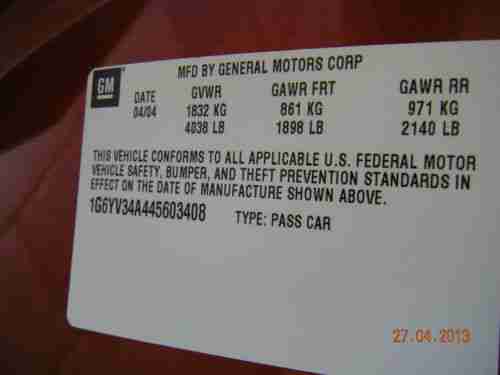 MFD BY GENERAL MOTORS CORP
GM
DATE GVWR GAWR FRT GAWR RR
04/04 1832 KG 861 KG 971 KG
4038 LB 1898 LB 2140 LB
THIS VEHICLE CONFORMS TO ALL APPLICABLE U.S. FEDERAL MOTOR
VEHICLE SAFETY, BUMPER, AND THEFT PREVENTION STANDARDS IN
EFFECT ON THE DATE OF MANUFACTURE SHOWN ABOVE.
1G6YV34A445603408 TYPE: PASS CAR
27.04.2013